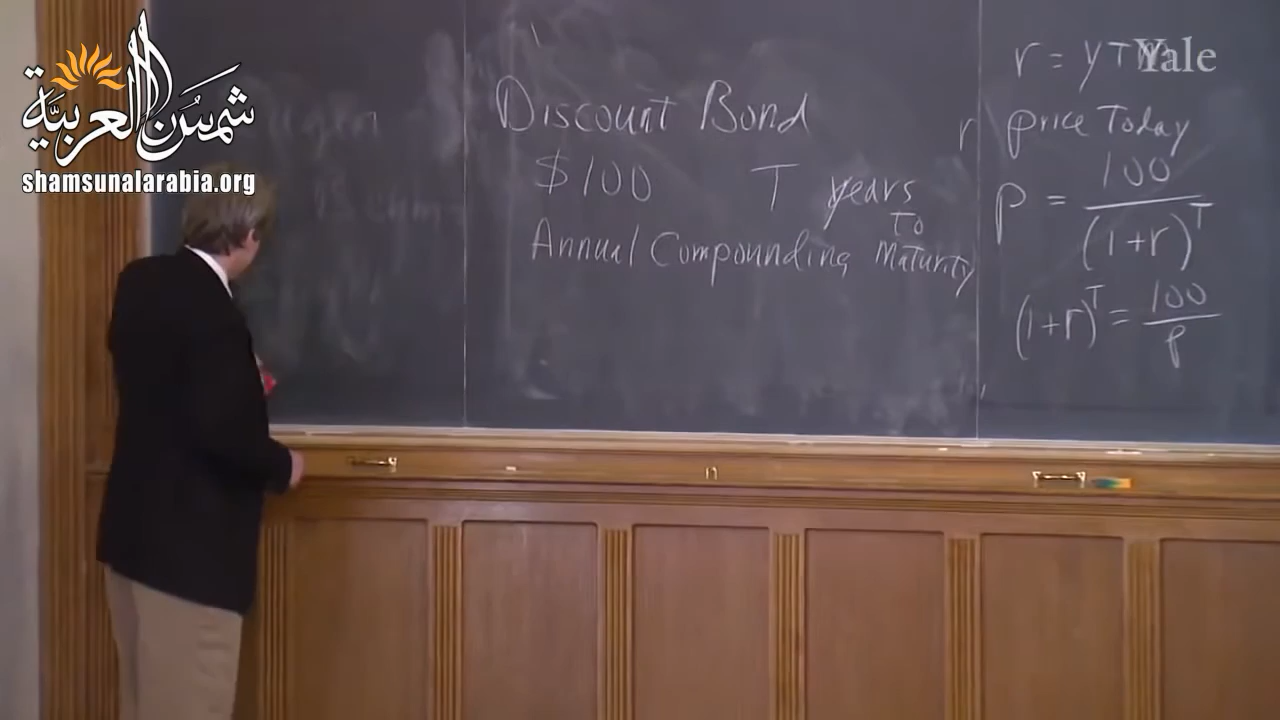 شمسُ العربيّة
shamsunalarabia.org
Yale
Discount Bond
$100 T years
To
Annual Compounding Maturity
r = YTM
r price Today
P = 100
(1+r)^T
(1+r)^T = 100
P